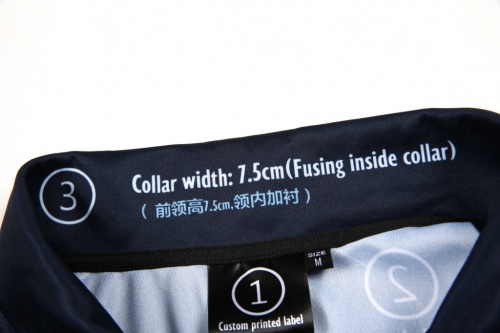 3
Collar width: 7.5cm(Fusing inside collar)
( 前领高7.5cm,领内加衬 )
SIZE
M
1
2
Custom printed label